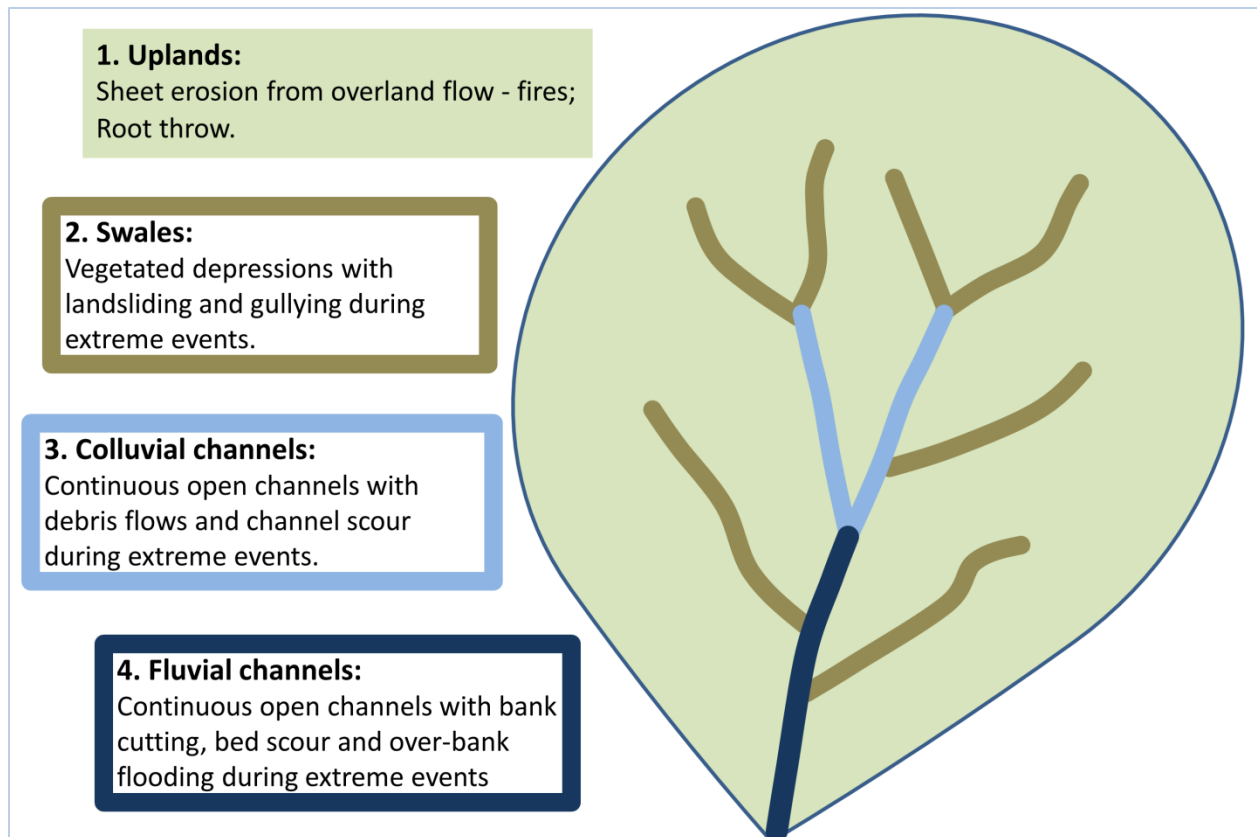 1. Uplands:
Sheet erosion from overland flow - fires;
Root throw.
2. Swales:
Vegetated depressions with
landsliding and gullying during
extreme events.
3. Colluvial channels:
Continuous open channels with
debris flows and channel scour
during extreme events.
4. Fluvial channels:
Continuous open channels with bank
cutting, bed scour and over-bank
flooding during extreme events